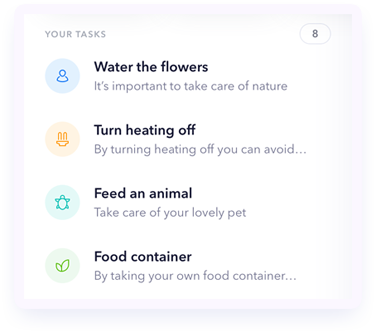 YOUR TASKS 8
Water the flowers
It's important to take care of nature
Turn heating off
By turning heating off you can avoid...
Feed an animal
Take care of your lovely pet
Food container
By taking your own food container...